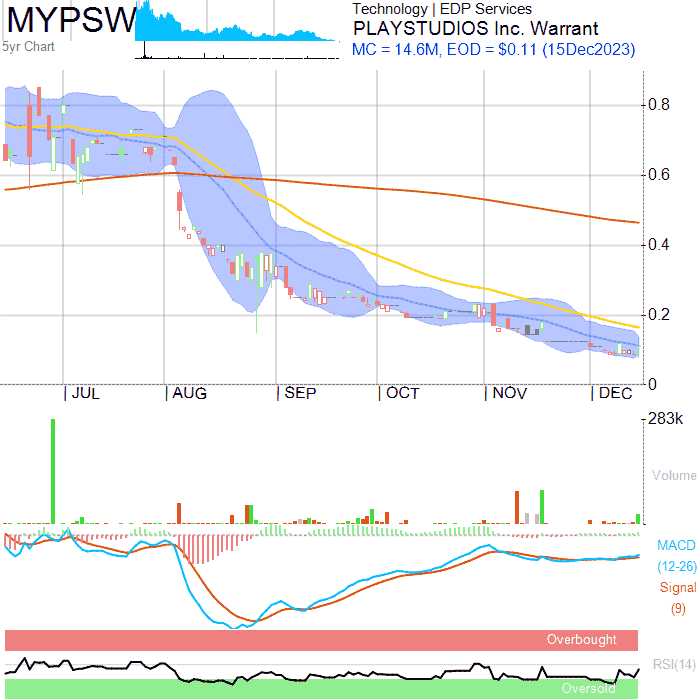 MYPSW
5yr Chart
Technology | EDP Services
PLAYSTUDIOS Inc. Warrant
MC = 14.6M, EOD = $0.11 (15Dec2023)
0.8
0.6
0.4
0.2
0
| JUL | AUG | SEP | OCT | NOV | DEC
283k
Volume
MACD
(12-26)
Signal
(9)
Overbought
RSI(14)
Oversold